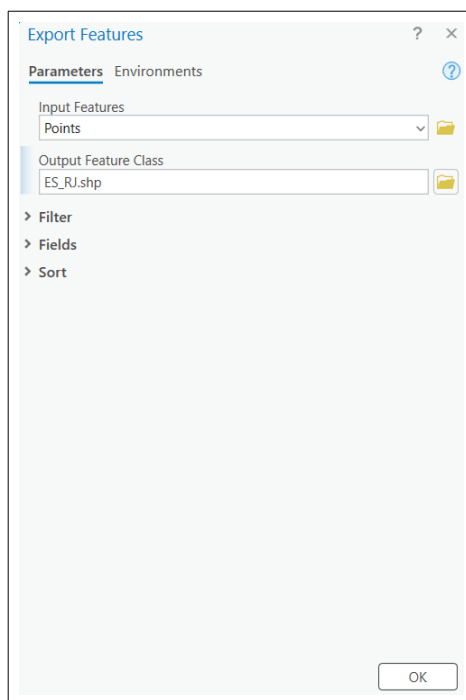 Export Features ? ×
Parameters Environments ?
Input Features
Points
Output Feature Class
ES_RJ.shp
Filter
Fields
Sort
OK